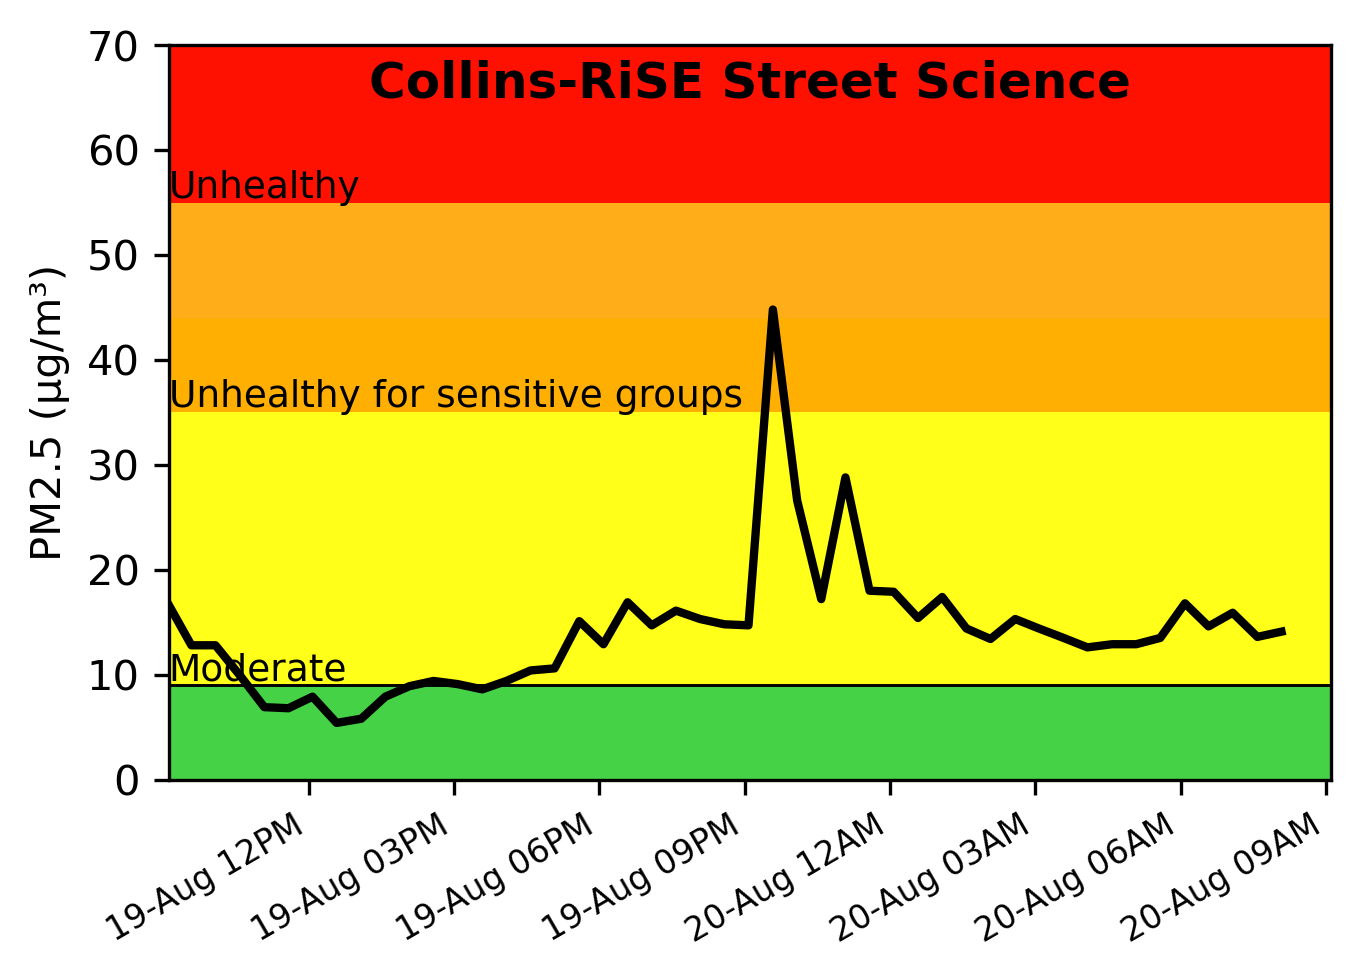 Collins-RiSE Street Science
70
60
50
40
30
20
10
0
PM2.5 (µg/m³)
Unhealthy
Unhealthy for sensitive groups
Moderate
19-Aug 12PM
19-Aug 03PM
19-Aug 06PM
19-Aug 09PM
20-Aug 12AM
20-Aug 03AM
20-Aug 06AM
20-Aug 09AM